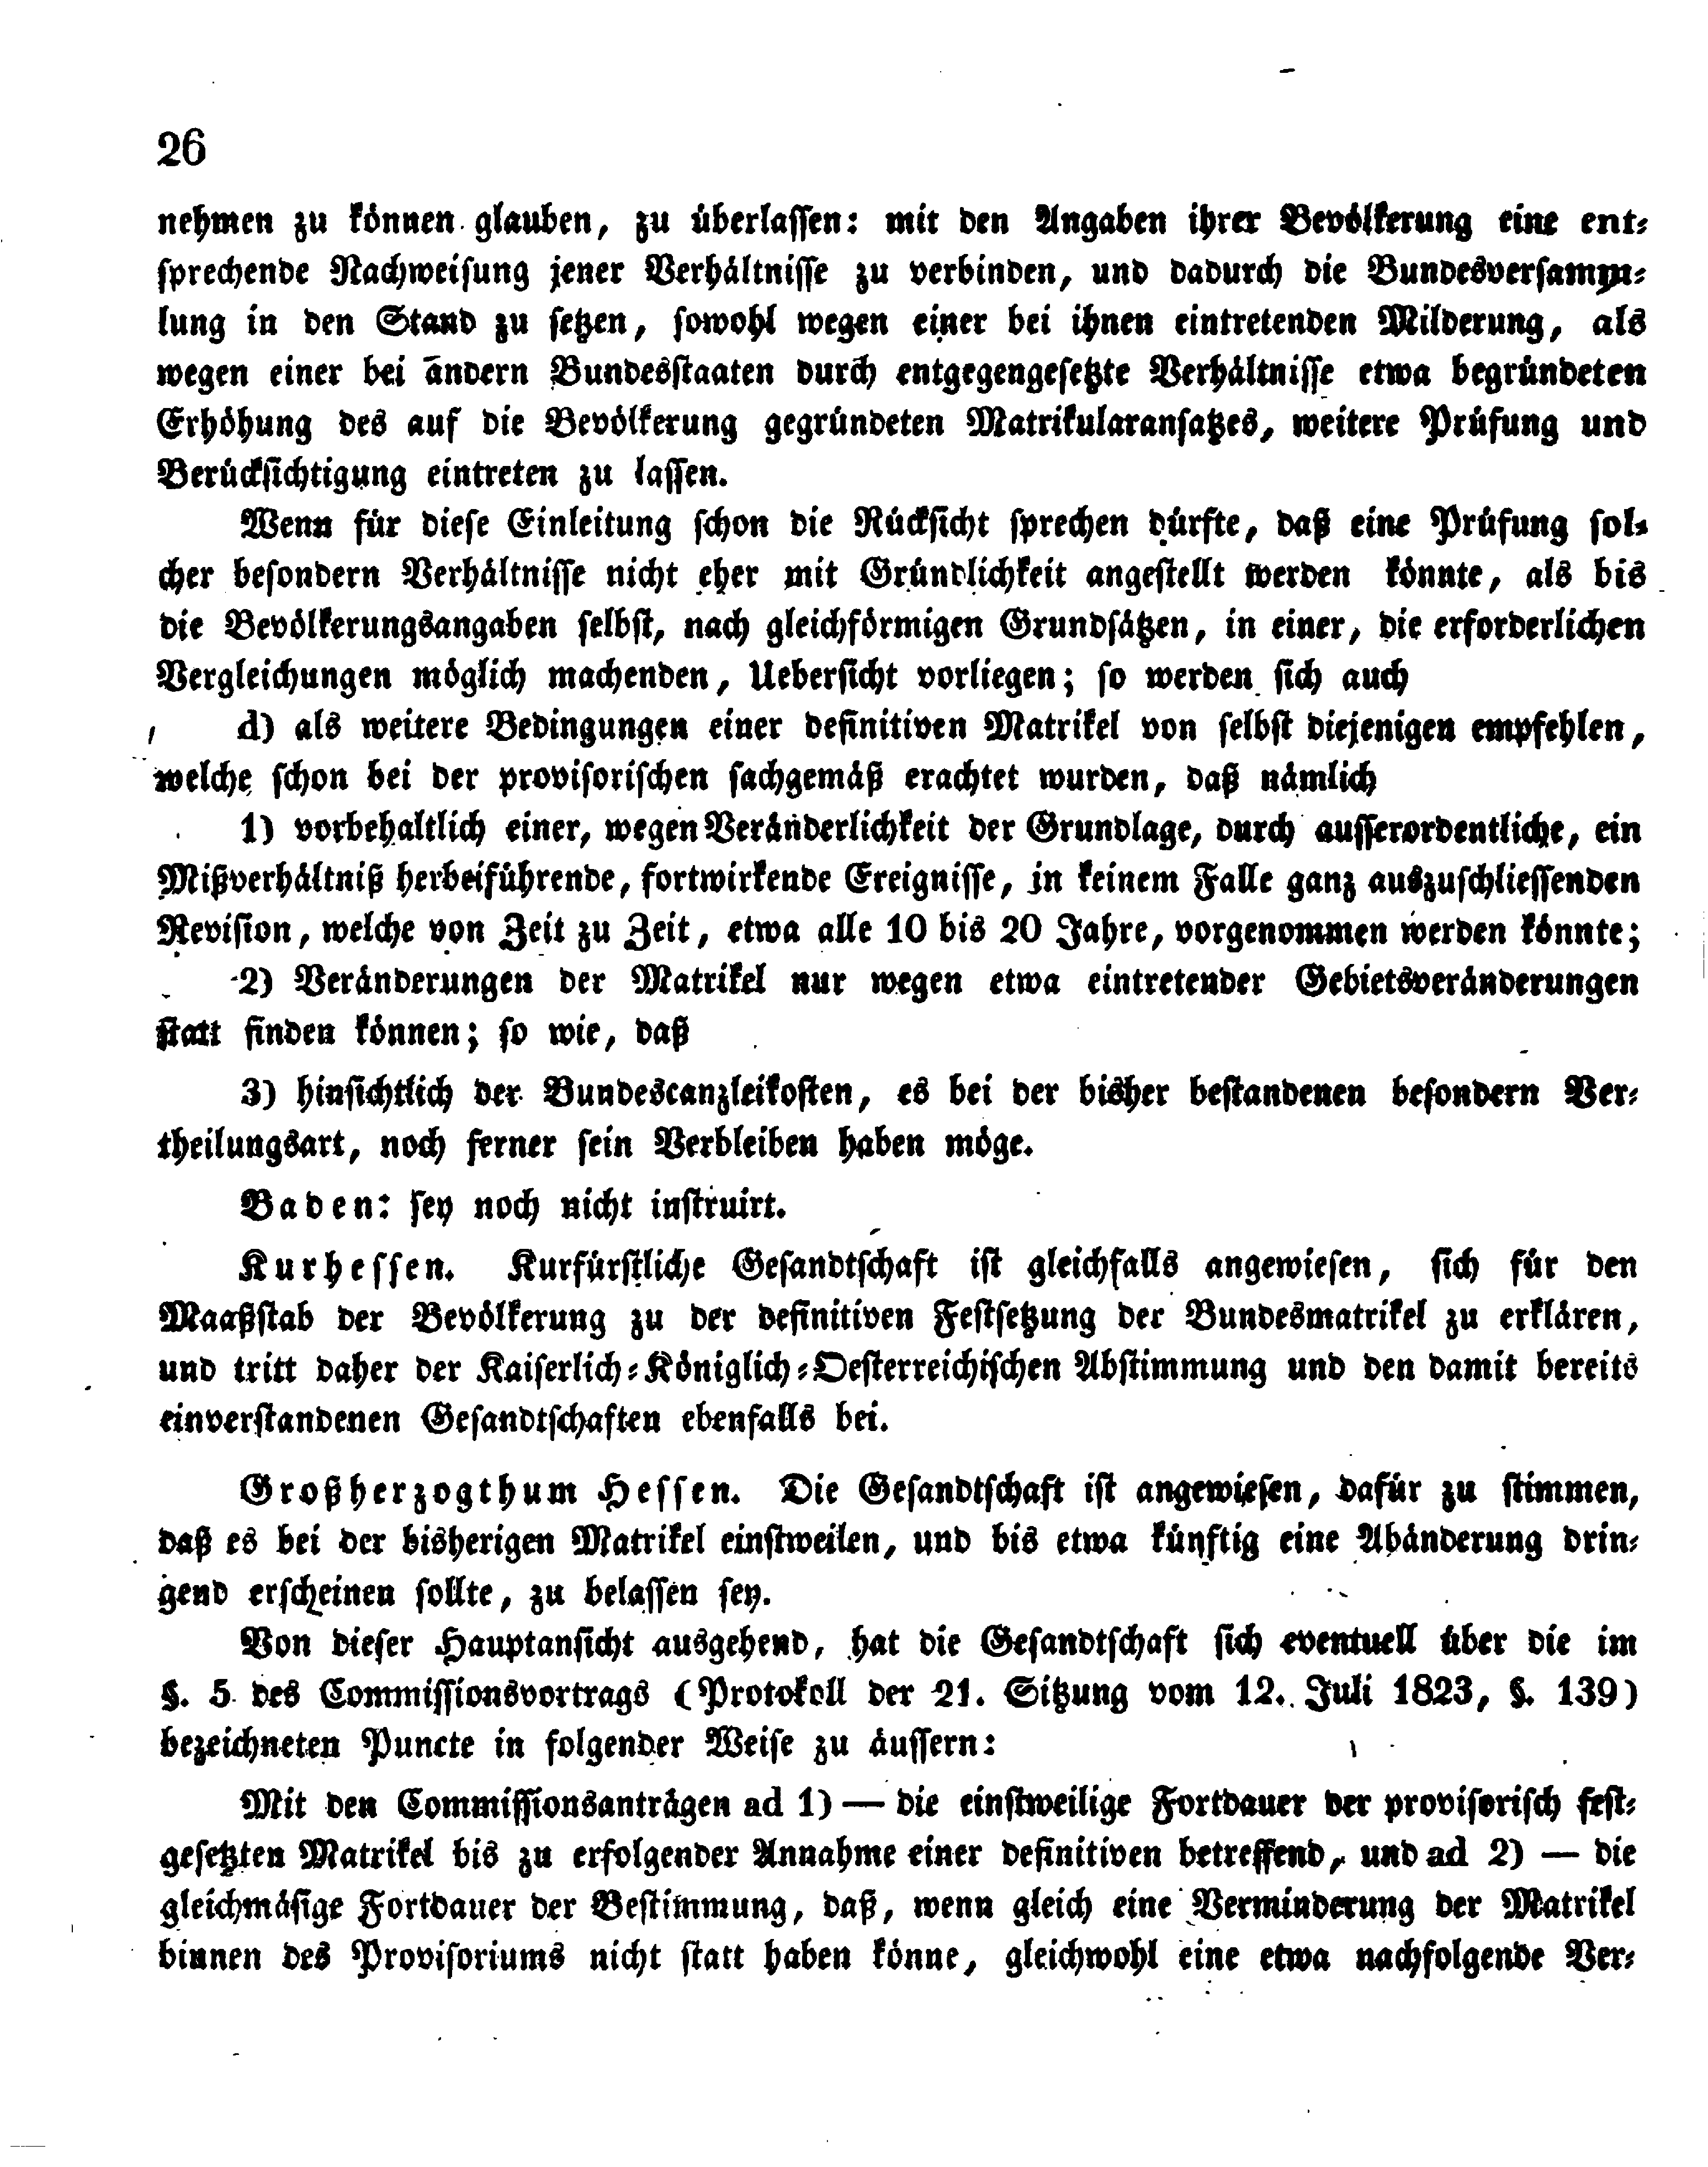 26
nehmen zu können glauben, zu überlassen: mit den Angaben ihrer Bevölkerung eine ent-
sprechende Nachweisung jener Verhältnisse zu verbinden, und dadurch die Bundesversamm-
lung in den Stand zu setzen, sowohl wegen einer bei ihnen eintretenden Milderung, als
wegen einer bei andern Bundesstaaten durch entgegengesetzte Verhältnisse etwa begründeten
Erhöhung des auf die Bevölkerung gegründeten Matrikularansatzes, weitere Prüfung und
Berücksichtigung eintreten zu lassen.
Wenn für diese Einleitung schon die Rücksicht sprechen dürfte, daß eine Prüfung sol-
cher besondern Verhältnisse nicht eher mit Gründlichkeit angestellt werden könnte, als bis
die Bevölkerungsangaben selbst, nach gleichförmigen Grundsätzen, in einer, die erforderlichen
Vergleichungen möglich machenden, Uebersicht vorliegen; so werden sich auch
d) als weitere Bedingungen einer definitiven Matrikel von selbst diejenigen empfehlen,
welche schon bei der provisorischen sachgemäß erachtet wurden, daß nämlich
1) vorbehaltlich einer, wegen Veränderlichkeit der Grundlage, durch ausserordentliche, ein
Mißverhältniß herbeiführende, fortwirkende Ereignisse, in keinem Falle ganz auszuschliessenden
Revision, welche von Zeit zu Zeit, etwa alle 10 bis 20 Jahre, vorgenommen werden könnte;
2) Veränderungen der Matrikel nur wegen etwa eintretender Gebietsveränderungen
statt finden können; so wie, daß
3) hinsichtlich der Bundescanzleikosten, es bei der bisher bestandenen besondern Ver-
theilungsart, noch ferner sein Verbleiben haben möge.
Baden: sey noch nicht instruirt.
Kurhessen. Kurfürstliche Gesandtschaft ist gleichfalls angewiesen, sich für den
Maaßstab der Bevölkerung zu der definitiven Festsetzung der Bundesmatrikel zu erklären,
und tritt daher der Kaiserlich-Königlich-Oesterreichischen Abstimmung und den damit bereits
einverstandenen Gesandtschaften ebenfalls bei.
Großherzogthum Hessen. Die Gesandtschaft ist angewiesen, dafür zu stimmen,
daß es bei der bisherigen Matrikel einstweilen, und bis etwa künftig eine Abänderung drin-
gend erscheinen sollte, zu belassen sey.
Von dieser Hauptansicht ausgehend, hat die Gesandtschaft sich eventuell über die im
§. 5 des Commissionsvortrags (Protokoll der 21. Sitzung vom 12. Juli 1823, §. 139)
bezeichneten Puncte in folgender Weise zu äussern:
Mit den Commissionsanträgen ad 1) — die einstweilige Fortdauer der provisorisch fest-
gesetzten Matrikel bis zu erfolgender Annahme einer definitiven betreffend, und ad 2) — die
gleichmäsige Fortdauer der Bestimmung, daß, wenn gleich eine Verminderung der Matrikel
binnen des Provisoriums nicht statt haben könne, gleichwohl eine etwa nachfolgende Ver-